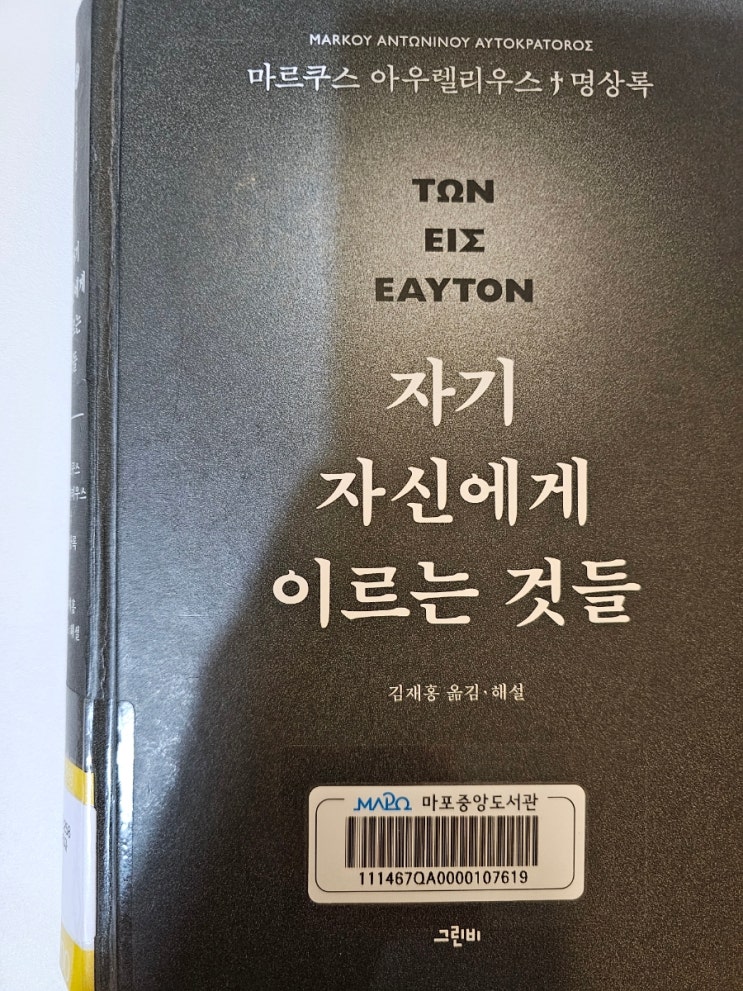 ΜΑRΚΟΥ ΑΝΤΩΝΙΝΟΥ ΑΥΤΟΚΡΑΤΟRΟΣ
마르쿠스 아우렐리우스✝명상록
ΤΩΝ
ΕΙΣ
ΕΑΥΤΟΝ
자기
자신에게
이르는 것들
김재홍 옮김·해설
MAPO 마포중앙도서관
111467QA0000107619
그린비